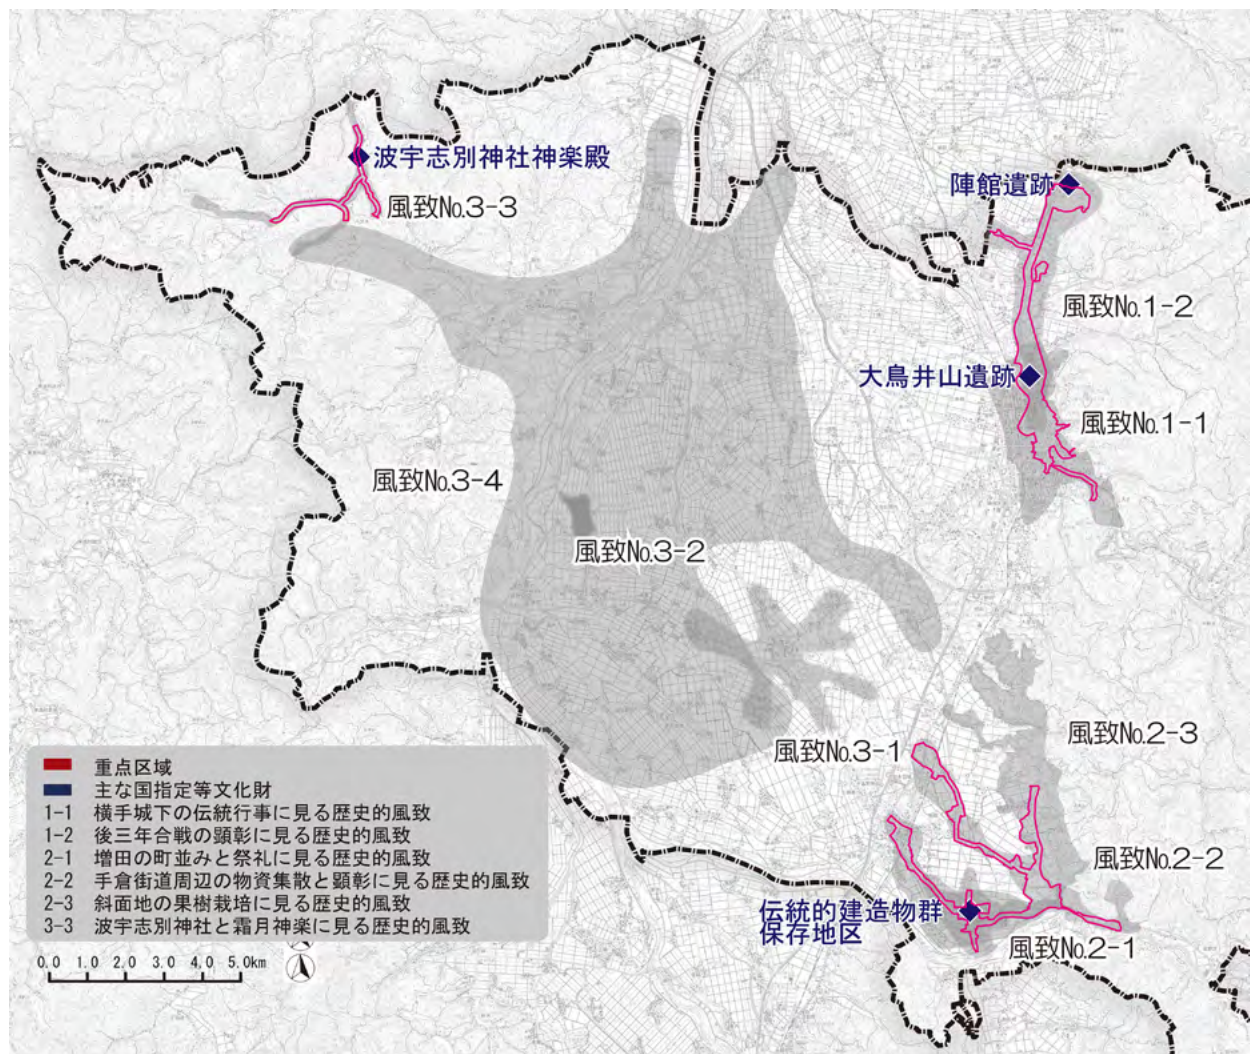 波宇志別神社神楽殿
陣館遺跡
風致No.3-3
風致No.1-2
大鳥井山遺跡
風致No.1-1
風致No.3-4
風致No.3-2
風致No.2-3
風致No.3-1
風致No.2-2
伝統的建造物群
保存地区
風致No.2-1
重点区域
主な国指定等文化財
1-1 横手城下の伝統行事に見る歴史的風致
1-2 後三年合戦の顕彰に見る歴史的風致
2-1 増田の町並みと祭礼に見る歴史的風致
2-2 手倉街道周辺の物資集散と顕彰に見る歴史的風致
2-3 斜面地の果樹栽培に見る歴史的風致
3-3 波宇志別神社と霜月神楽に見る歴史的風致
0.0 1.0 2.0 3.0 4.0 5.0km